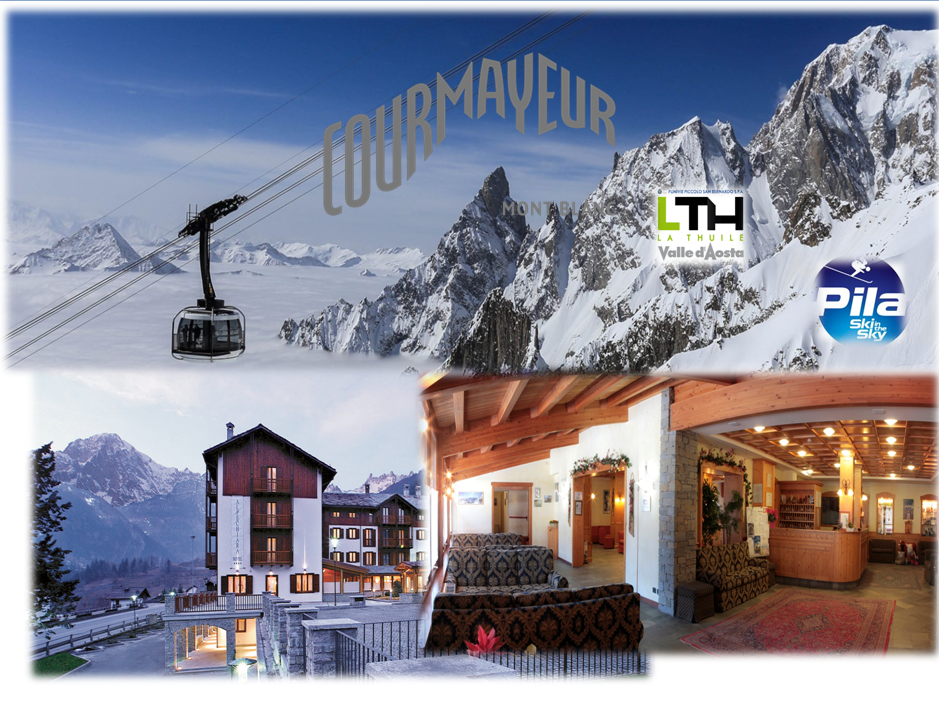 COURMAYEUR
MONT BLANC
FUNIVIE PICCOLO SAN BERNARDO S.P.A.
LTH
LA THUILE
Valle d'Aosta
Pila
Ski in the
Sky